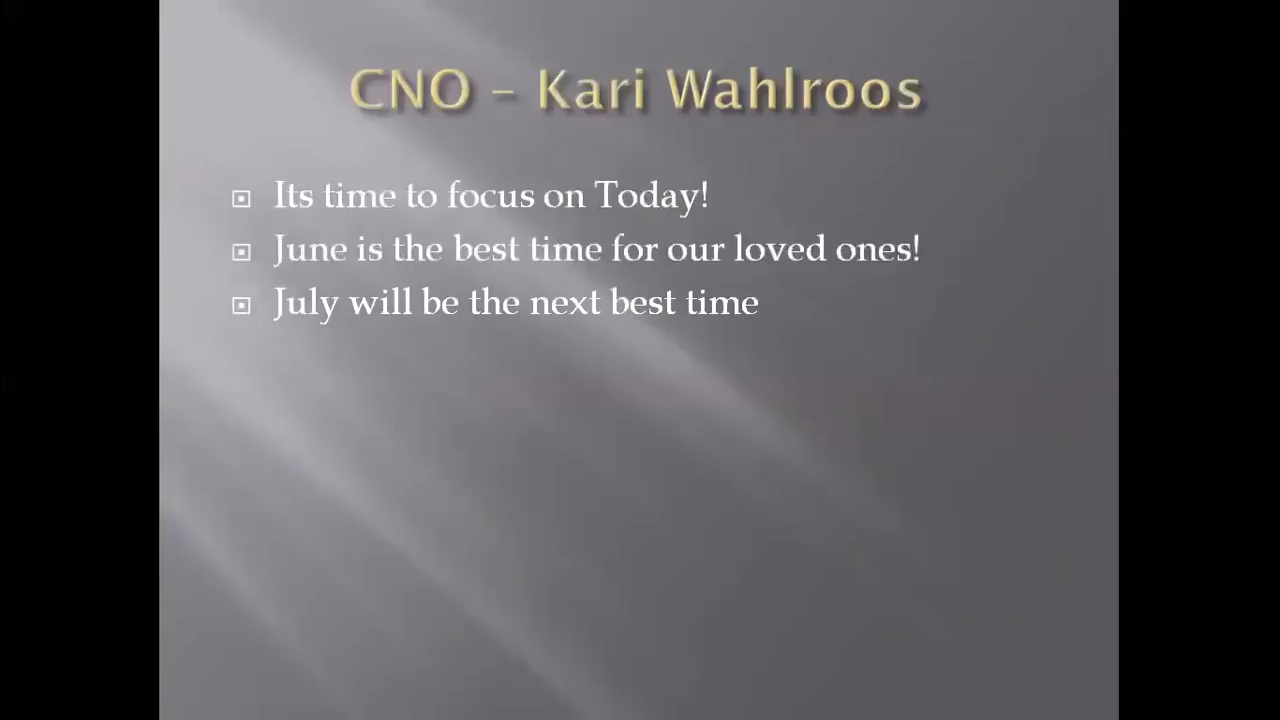 CNO – Kari Wahlroos
Its time to focus on Today!
June is the best time for our loved ones!
July will be the next best time